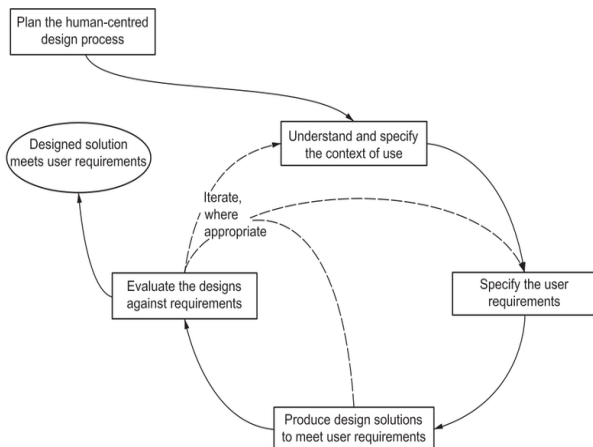 Plan the human-centred
design process
Understand and specify
the context of use
Designed solution
meets user requirements
Iterate,
where
appropriate
Evaluate the designs
against requirements
Specify the user
requirements
Produce design solutions
to meet user requirements